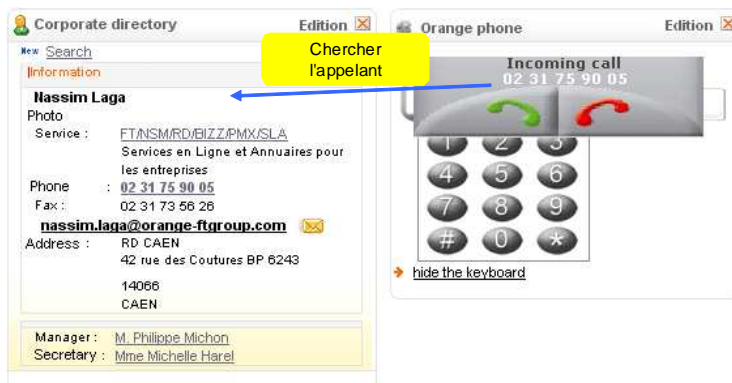 Corporate directory
Edition
New Search
Information
Nassim Laga
Photo
Service : FT/NSM/RD/BIZZ/PMX/SLA
Services en Ligne et Annuaires pour
les entreprises
Phone : 02 31 75 90 05
Fax : 02 31 73 56 26
nassim.laga@orange-ftgroup.com
Address : RD CAEN
42 rue des Coutures BP 6243
14066
CAEN
Manager : M. Philippe Michon
Secretary : Mme Michelle Harel
Chercher
l'appelant
Orange phone
Edition
Incoming call
02 31 75 90 05
1 2 3
4 5 6
7 8 9
# 0 *
hide the keyboard